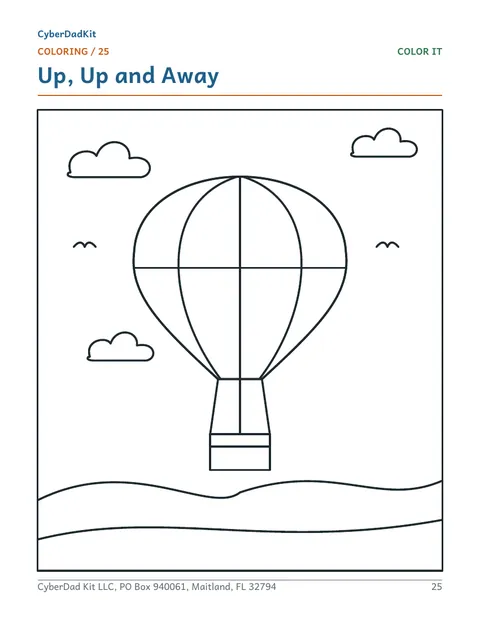 CyberDadKit
COLORING / 25
COLOR IT
Up, Up and Away
CyberDad Kit LLC, PO Box 940061, Maitland, FL 32794
25